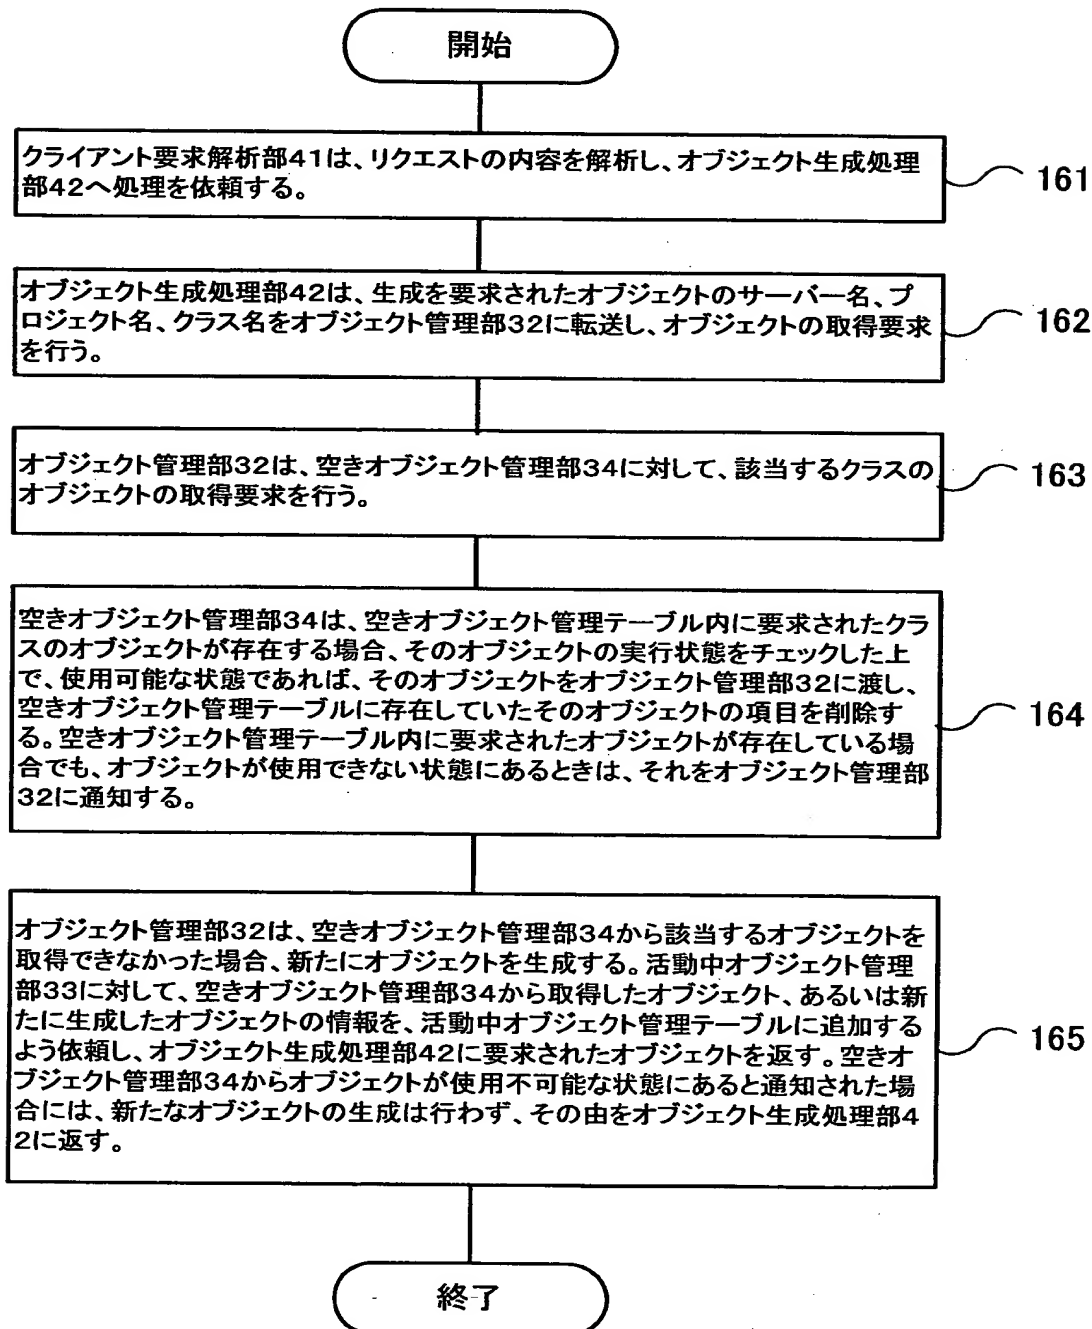 開始
クライアント要求解析部41は、リクエストの内容を解析し、オブジェクト生成処理
部42へ処理を依頼する。
161
オブジェクト生成処理部42は、生成を要求されたオブジェクトのサーバー名、プ
ロジェクト名、クラス名をオブジェクト管理部32に転送し、オブジェクトの取得要求
を行う。
162
オブジェクト管理部32は、空きオブジェクト管理部34に対して、該当するクラスの
オブジェクトの取得要求を行う。
163
空きオブジェクト管理部34は、空きオブジェクト管理テーブル内に要求されたクラ
スのオブジェクトが存在する場合、そのオブジェクトの実行状態をチェックした上
で、使用可能な状態であれば、そのオブジェクトをオブジェクト管理部32に渡し、
空きオブジェクト管理テーブルに存在していたそのオブジェクトの項目を削除す
る。空きオブジェクト管理テーブル内に要求されたオブジェクトが存在している場
合でも、オブジェクトが使用できない状態にあるときは、それをオブジェクト管理部
32に通知する。
164
オブジェクト管理部32は、空きオブジェクト管理部34から該当するオブジェクトを
取得できなかった場合、新たにオブジェクトを生成する。活動中オブジェクト管理
部33に対して、空きオブジェクト管理部34から取得したオブジェクト、あるいは新
たに生成したオブジェクトの情報を、活動中オブジェクト管理テーブルに追加する
よう依頼し、オブジェクト生成処理部42に要求されたオブジェクトを返す。空きオ
ブジェクト管理部34からオブジェクトが使用不可能な状態にあると通知された場
合には、新たなオブジェクトの生成は行わず、その由をオブジェクト生成処理部4
2に返す。
165
終了